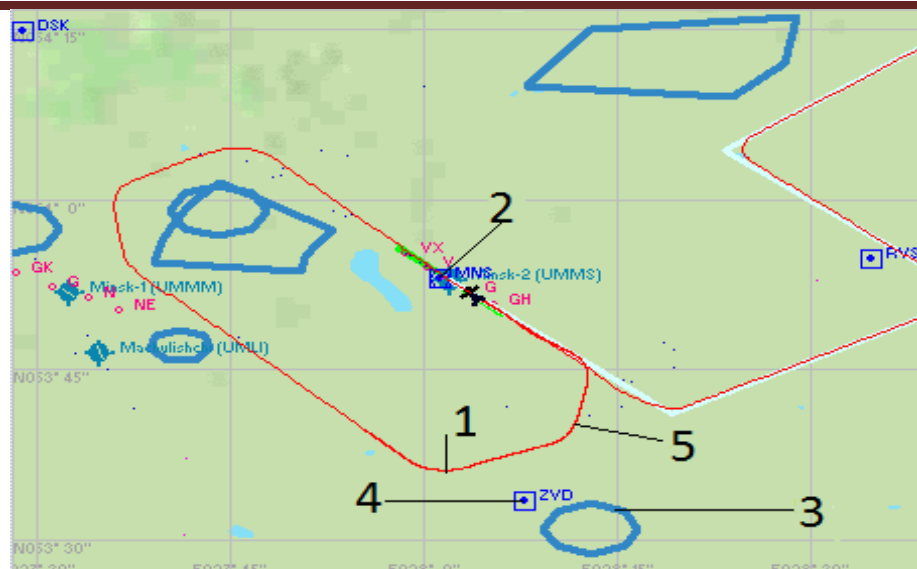 DSK
N054° 15"
2
N054° 0"
RVS
VX
V
MNS
Minsk-2 (UMMS)
GK
G
Minsk-1 (UMMM)
N
NE
G
GH
Machulishchi (UMLI)
N053° 45"
1
5
4
ZVD
3
N053° 30"
E027° 30"
E027° 45"
E028° 0"
E028° 15"
E028° 30"